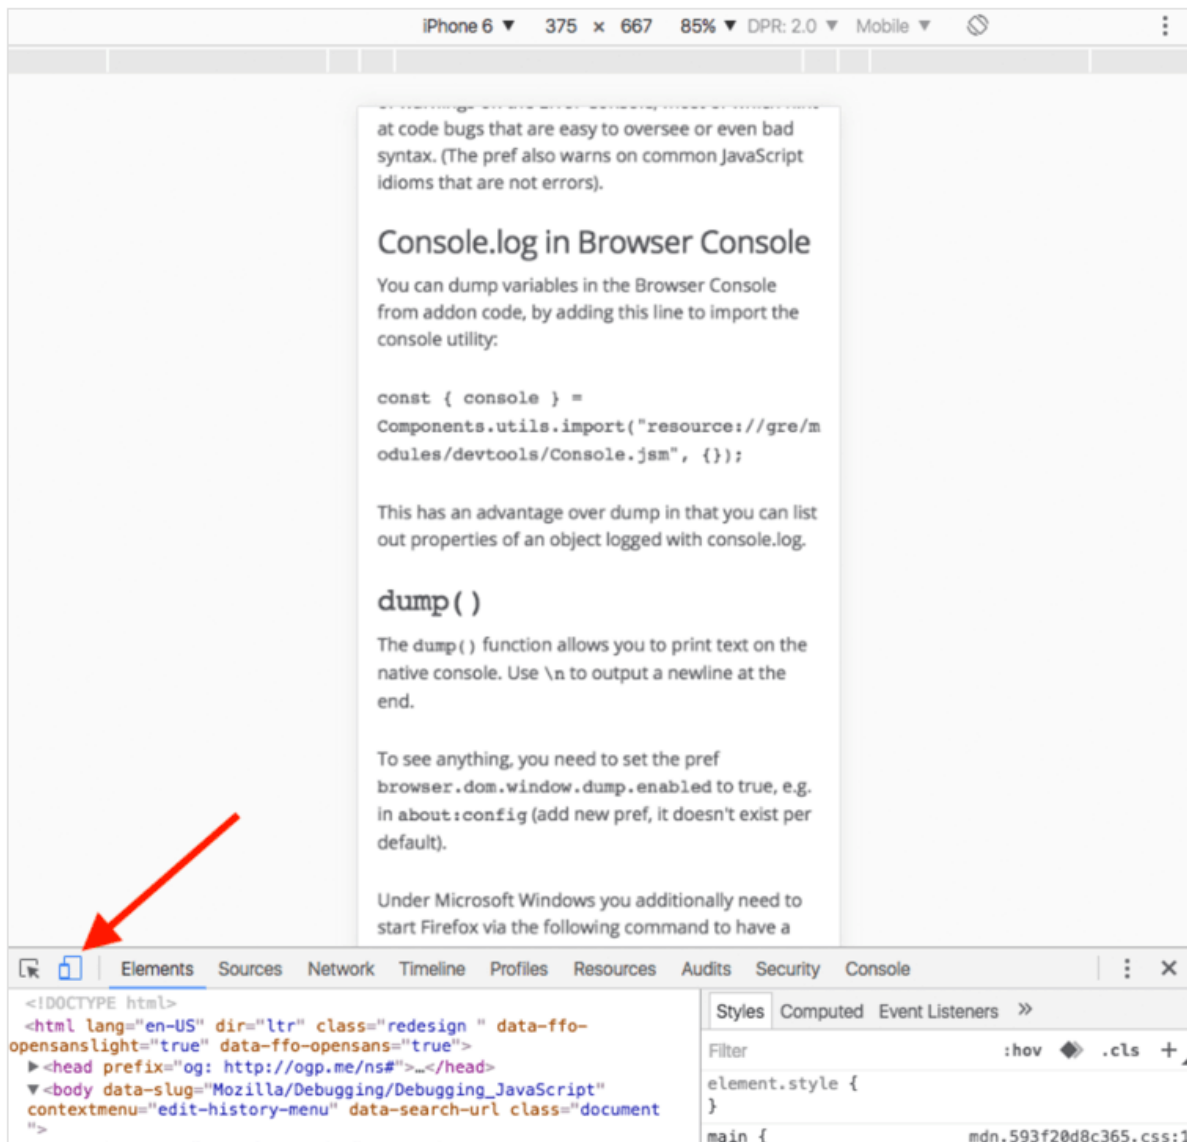 iPhone 6 ▼ 375 × 667 85% ▼ DPR: 2.0 ▼ Mobile ▼
at code bugs that are easy to oversee or even bad
syntax. (The pref also warns on common JavaScript
idioms that are not errors).
Console.log in Browser Console
You can dump variables in the Browser Console
from addon code, by adding this line to import the
console utility:
const { console } =
Components.utils.import("resource://gre/m
odules/devtools/Console.jsm", {});
This has an advantage over dump in that you can list
out properties of an object logged with console.log.
dump()
The dump() function allows you to print text on the
native console. Use \n to output a newline at the
end.
To see anything, you need to set the pref
browser.dom.window.dump.enabled to true, e.g.
in about:config (add new pref, it doesn't exist per
default).
Under Microsoft Windows you additionally need to
start Firefox via the following command to have a
Elements Sources Network Timeline Profiles Resources Audits Security Console
<!DOCTYPE html>
<html lang="en-US" dir="ltr" class="redesign " data-ffo-
opensanslight="true" data-ffo-opensans="true">
▶<head prefix="og: http://ogp.me/ns#">…</head>
▼<body data-slug="Mozilla/Debugging/Debugging_JavaScript"
contextmenu="edit-history-menu" data-search-url class="document
">
Styles Computed Event Listeners »
Filter :hov .cls +
element.style {
}
main { mdn.593f20d8c365.css:1